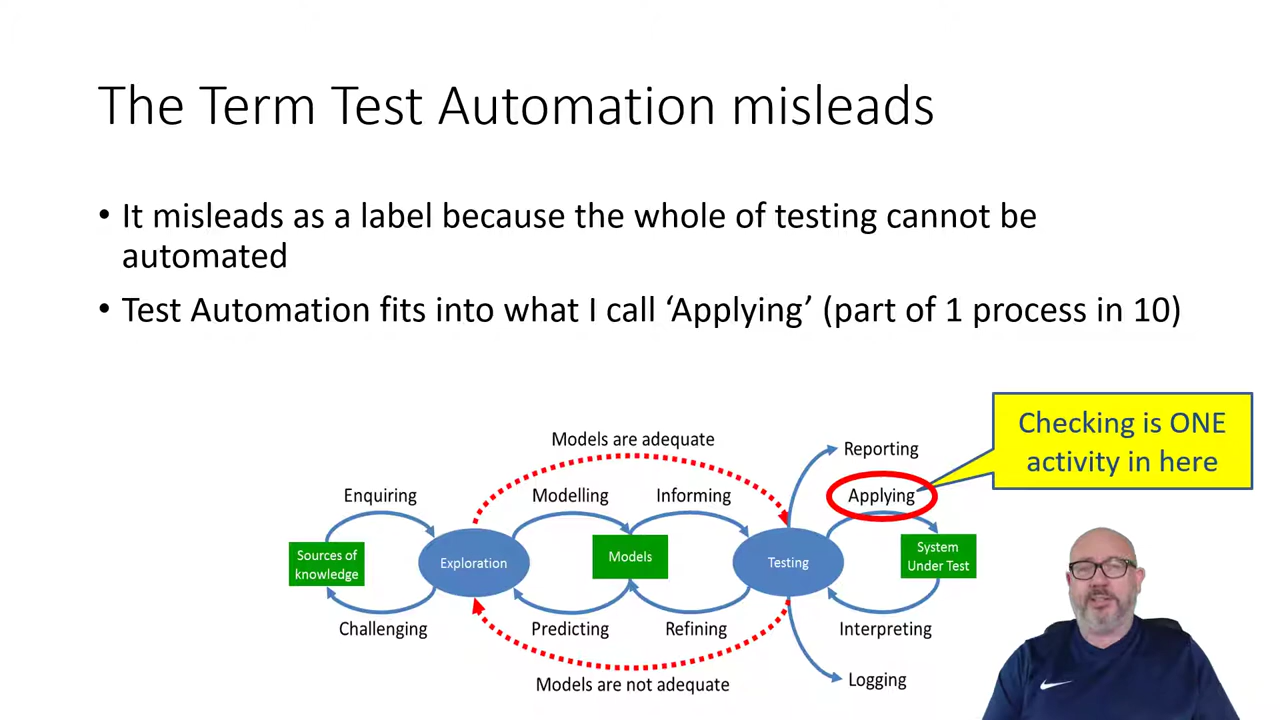 The Term Test Automation misleads
• It misleads as a label because the whole of testing cannot be
automated
• Test Automation fits into what I call ‘Applying’ (part of 1 process in 10)
Checking is ONE
activity in here
Models are adequate
Reporting
Enquiring
Modelling
Informing
Applying
Sources of
knowledge
Exploration
Models
Testing
System
Under Test
Challenging
Predicting
Refining
Interpreting
Models are not adequate
Logging